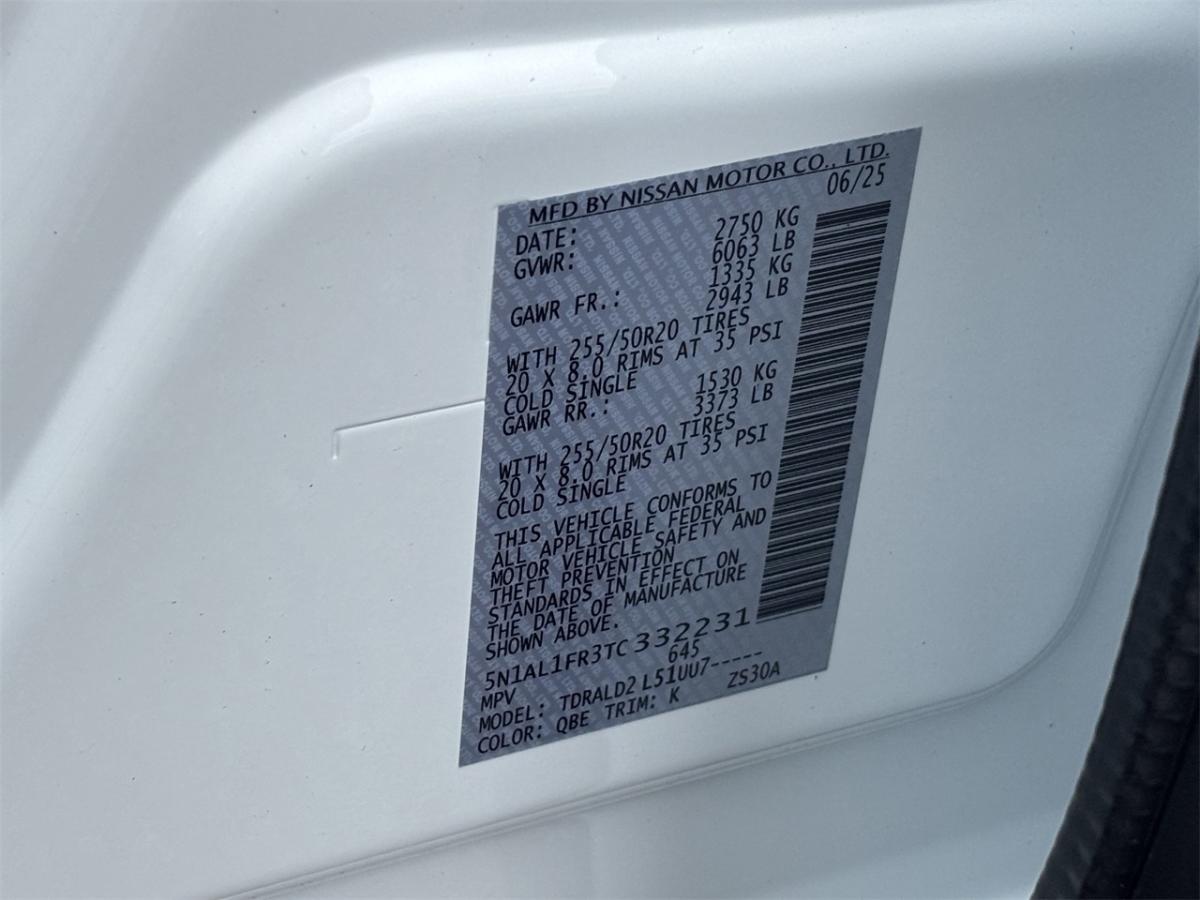 MFD BY NISSAN MOTOR CO., LTD.
DATE: 06/25
GVWR: 2750 KG
6063 LB
GAWR FR.: 1335 KG
2943 LB
WITH 255/50R20 TIRES
20 X 8.0 RIMS AT 35 PSI
COLD SINGLE
GAWR RR.: 1530 KG
3373 LB
WITH 255/50R20 TIRES
20 X 8.0 RIMS AT 35 PSI
COLD SINGLE
THIS VEHICLE CONFORMS TO
ALL APPLICABLE FEDERAL
MOTOR VEHICLE SAFETY AND
THEFT PREVENTION
STANDARDS IN EFFECT ON
THE DATE OF MANUFACTURE
SHOWN ABOVE.
5N1AL1FR3TC332231
MPV 645
MODEL: TDRALD2 L51UU7-----
COLOR: QBE TRIM: K ZS30A